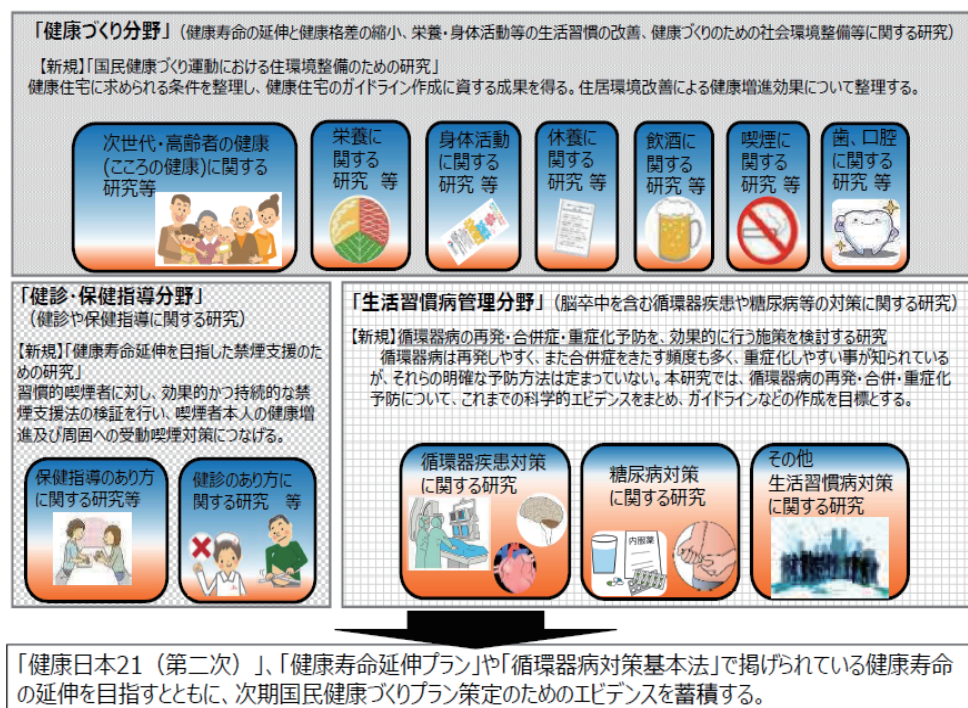 「健康づくり分野」（健康寿命の延伸と健康格差の縮小、栄養・身体活動等の生活習慣の改善、健康づくりのための社会環境整備等に関する研究）
【新規】「国民健康づくり運動における住環境整備のための研究」
健康住宅に求められる条件を整理し、健康住宅のガイドライン作成に資する成果を得る。住居環境改善による健康増進効果について整理する。
次世代・高齢者の健康
(こころの健康)に関する
研究等
栄養に
関する
研究 等
身体活動
に関する
研究 等
休養に
関する
研究 等
飲酒に
関する
研究 等
喫煙に
関する
研究 等
歯、口腔
に関する
研究 等
「健診・保健指導分野」
（健診や保健指導に関する研究）
【新規】「健康寿命延伸を目指した禁煙支援のた
めの研究」
習慣的喫煙者に対し、効果的かつ持続的な禁
煙支援法の検証を行い、喫煙者本人の健康増
進及び周囲への受動喫煙対策につなげる。
保健指導のあり方
に関する研究等
健診のあり方に
関する研究 等
「生活習慣病管理分野」（脳卒中を含む循環器疾患や糖尿病等の対策に関する研究）
【新規】循環器病の再発・合併症・重症化予防を、効果的に行う施策を検討する研究
循環器病は再発しやすく、また合併症をきたす頻度も多く、重症化しやすい事が知られている
が、それらの明確な予防方法は定まっていない。本研究では、循環器病の再発・合併・重症化
予防について、これまでの科学的エビデンスをまとめ、ガイドラインなどの作成を目標とする。
循環器疾患対策
に関する研究
糖尿病対策
に関する研究
内服薬
その他
生活習慣病対策
に関する研究
「健康日本21（第二次）」、「健康寿命延伸プラン」や「循環器病対策基本法」で掲げられている健康寿命
の延伸を目指すとともに、次期国民健康づくりプラン策定のためのエビデンスを蓄積する。